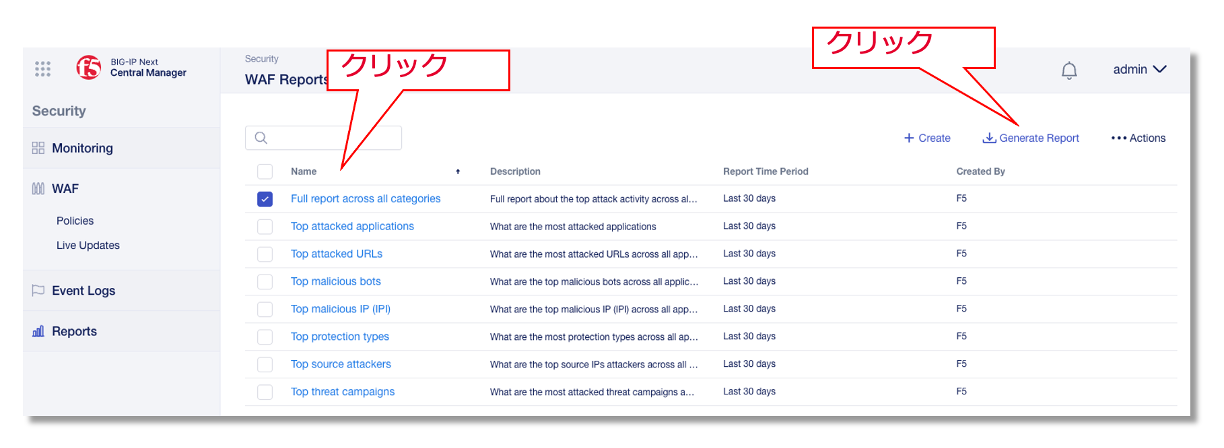 クリック
BIG-IP Next
Central Manager
Security
WAF Reports
クリック
admin
Security
Monitoring
WAF
Policies
Live Updates
Event Logs
Reports
Create
Generate Report
Actions
Name
Description
Report Time Period
Created By
Full report across all categories
Full report about the top attack activity across al...
Last 30 days
F5
Top attacked applications
What are the most attacked applications
Last 30 days
F5
Top attacked URLs
What are the most attacked URLs across all app...
Last 30 days
F5
Top malicious bots
What are the top malicious bots across all applic...
Last 30 days
F5
Top malicious IP (IPI)
What are the top malicious IP (IPI) across all app...
Last 30 days
F5
Top protection types
What are the most protection types across all ap...
Last 30 days
F5
Top source attackers
What are the top source IPs attackers across all ...
Last 30 days
F5
Top threat campaigns
What are the most attacked threat campaigns a...
Last 30 days
F5